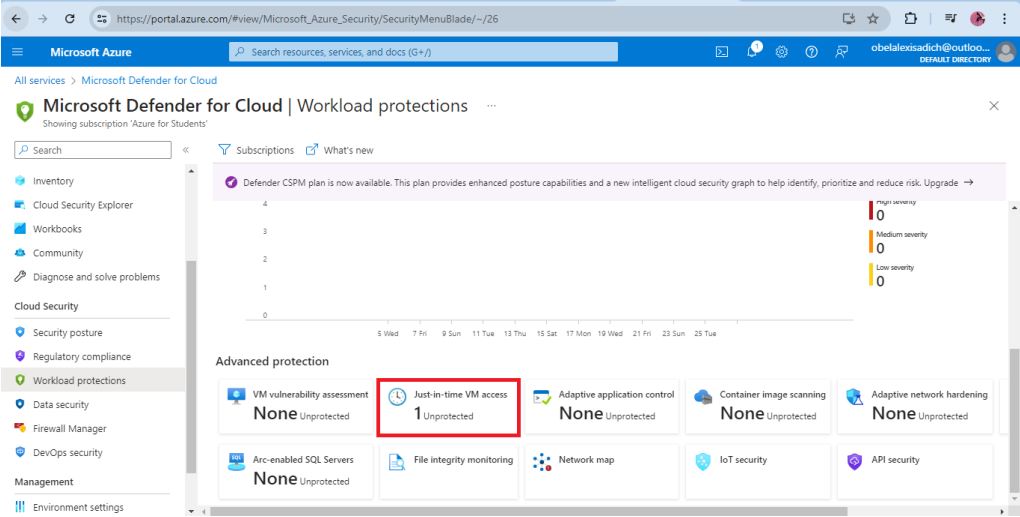 https://portal.azure.com/#view/Microsoft_Azure_Security/SecurityMenuBlade/~/26
Microsoft Azure
Search resources, services, and docs (G+/)
1
obelalexisadich@outloo...
DEFAULT DIRECTORY
All services > Microsoft Defender for Cloud
Microsoft Defender for Cloud | Workload protections ...
Showing subscription 'Azure for Students'
Search
Subscriptions What's new
Defender CSPM plan is now available. This plan provides enhanced posture capabilities and a new intelligent cloud security graph to help identify, prioritize and reduce risk. Upgrade →
Inventory
Cloud Security Explorer
Workbooks
Community
Diagnose and solve problems
Cloud Security
Security posture
Regulatory compliance
Workload protections
Data security
Firewall Manager
DevOps security
Management
Environment settings
4
3
2
1
0
5 Wed 7 Fri 9 Sun 11 Tue 13 Thu 15 Sat 17 Mon 19 Wed 21 Fri 23 Sun 25 Tue
High severity
0
Medium severity
0
Low severity
0
Advanced protection
VM vulnerability assessment
None Unprotected
Just-in-time VM access
1 Unprotected
Adaptive application control
None Unprotected
Container image scanning
None Unprotected
Adaptive network hardening
None Unprotected
SQL
Arc-enabled SQL Servers
None Unprotected
File integrity monitoring
Network map
IoT security
API security